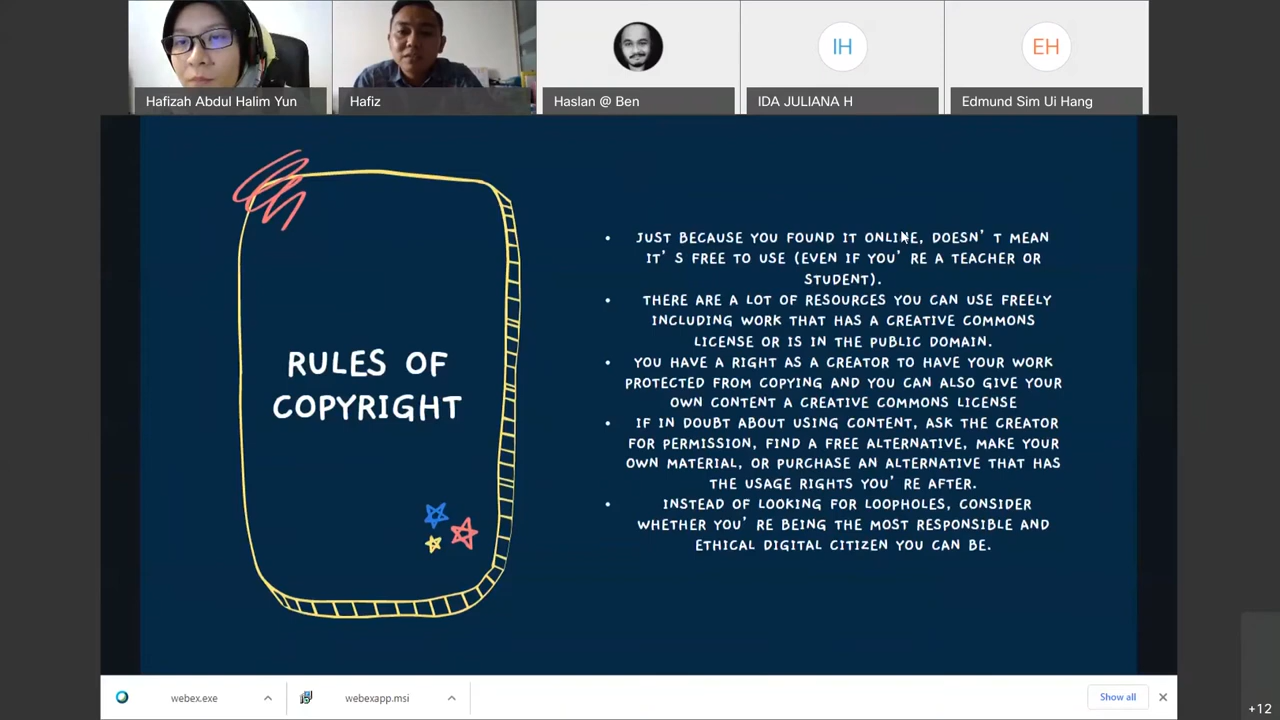 Hafizah Abdul Halim Yun
Hafiz
Haslan @ Ben
IH
IDA JULIANA H
EH
Edmund Sim Ui Hang
RULES OF
COPYRIGHT
• JUST BECAUSE YOU FOUND IT ONLINE, DOESN' T MEAN
IT' S FREE TO USE (EVEN IF YOU' RE A TEACHER OR
STUDENT).
• THERE ARE A LOT OF RESOURCES YOU CAN USE FREELY
INCLUDING WORK THAT HAS A CREATIVE COMMONS
LICENSE OR IS IN THE PUBLIC DOMAIN.
• YOU HAVE A RIGHT AS A CREATOR TO HAVE YOUR WORK
PROTECTED FROM COPYING AND YOU CAN ALSO GIVE YOUR
OWN CONTENT A CREATIVE COMMONS LICENSE
• IF IN DOUBT ABOUT USING CONTENT, ASK THE CREATOR
FOR PERMISSION, FIND A FREE ALTERNATIVE, MAKE YOUR
OWN MATERIAL, OR PURCHASE AN ALTERNATIVE THAT HAS
THE USAGE RIGHTS YOU' RE AFTER.
• INSTEAD OF LOOKING FOR LOOPHOLES, CONSIDER
WHETHER YOU' RE BEING THE MOST RESPONSIBLE AND
ETHICAL DIGITAL CITIZEN YOU CAN BE.
webex.exe
webexapp.msi
Show all
+12